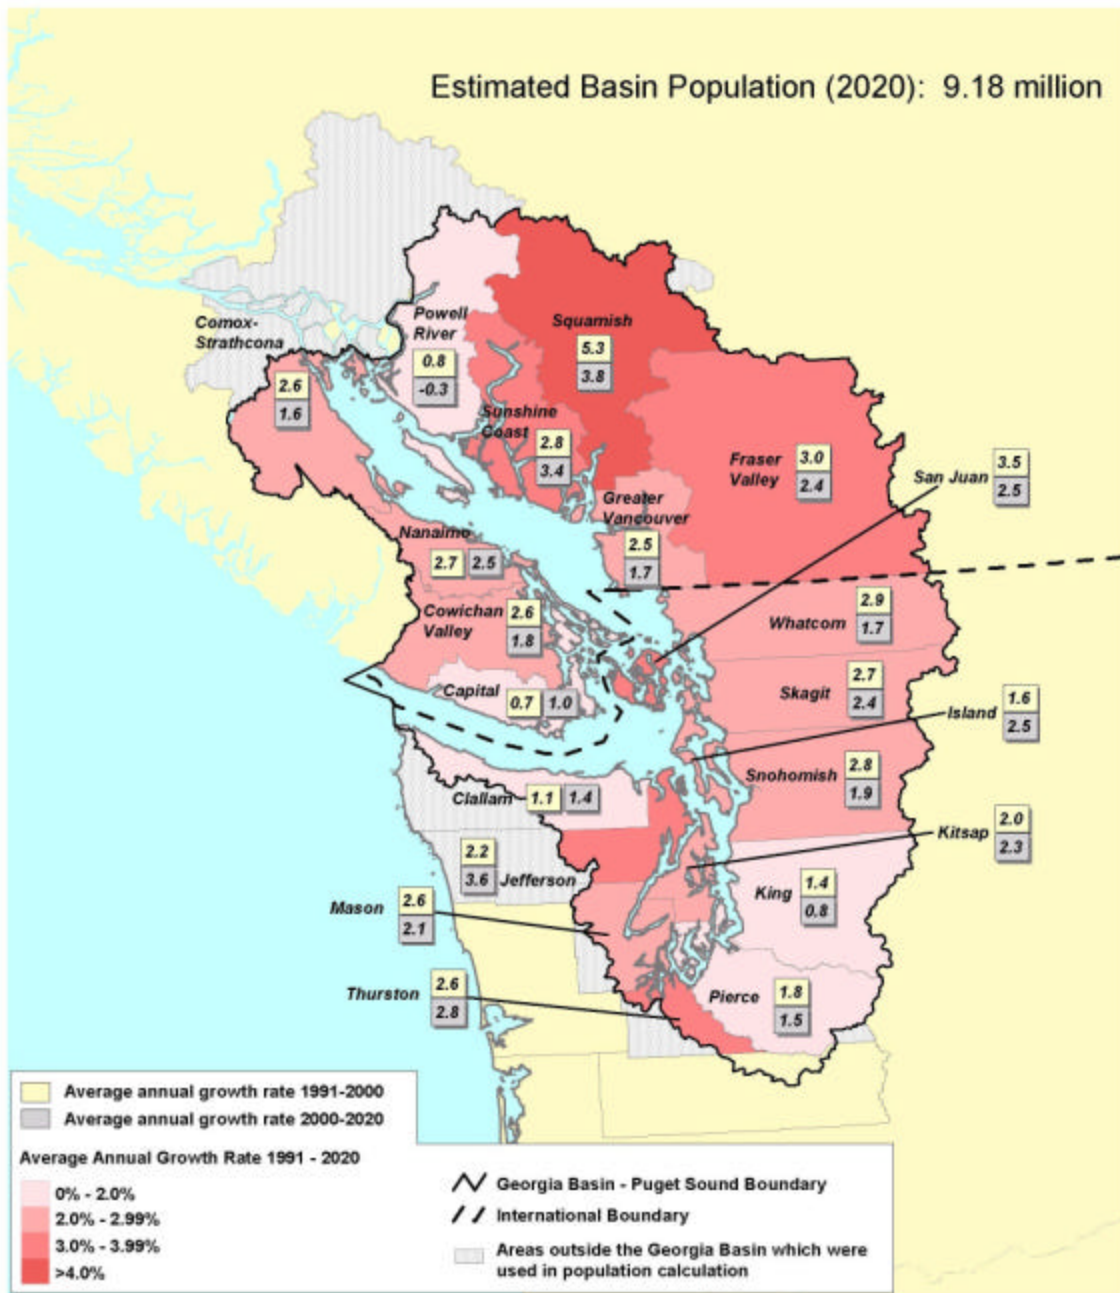 Estimated Basin Population (2020): 9.18 million
Comox-
Strathcona
2.6
1.6
Powell
River
0.8
-0.3
Squamish
5.3
3.8
Sunshine
Coast
2.8
3.4
Fraser
Valley
3.0
2.4
San Juan
3.5
2.5
Greater
Vancouver
2.5
1.7
Nanaimo
2.7 2.5
Cowichan
Valley
2.6
1.8
Whatcom
2.9
1.7
Capital 0.7 1.0
Skagit
2.7
2.4
Island
1.6
2.5
Snohomish
2.8
1.9
Clallam 1.1 1.4
Kitsap
2.0
2.3
2.2
3.6
Jefferson
King
1.4
0.8
Mason
2.6
2.1
Thurston
2.6
2.8
Pierce
1.8
1.5
Average annual growth rate 1991-2000
Average annual growth rate 2000-2020
Average Annual Growth Rate 1991 - 2020
0% - 2.0%
2.0% - 2.99%
3.0% - 3.99%
>4.0%
Georgia Basin - Puget Sound Boundary
International Boundary
Areas outside the Georgia Basin which were
used in population calculation